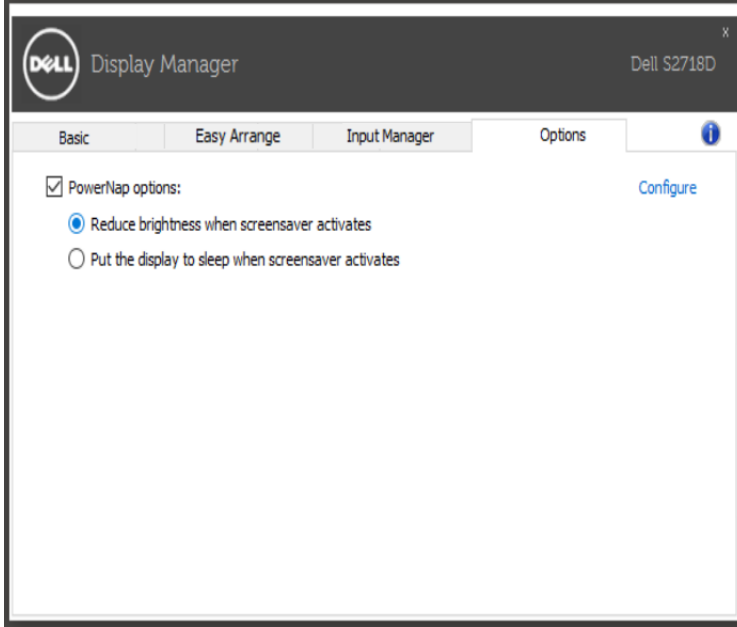 x
DELL Display Manager Dell S2718D
Basic Easy Arrange Input Manager Options i
PowerNap options: Configure
Reduce brightness when screensaver activates
Put the display to sleep when screensaver activates